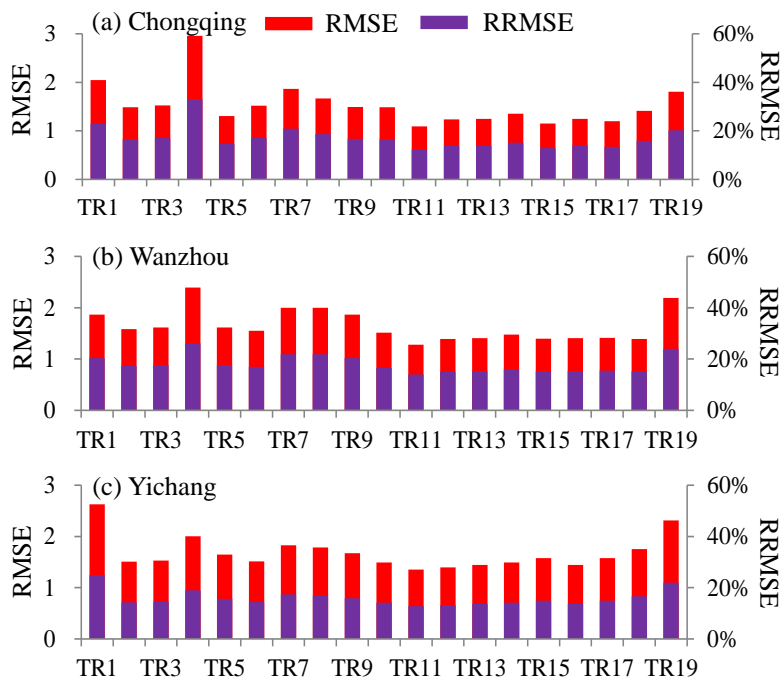 (a) Chongqing RMSE RRMSE
3 60%
2 40%
1 20%
0 0%
RMSE
RRMSE
TR1 TR3 TR5 TR7 TR9 TR11 TR13 TR15 TR17 TR19
(b) Wanzhou
3 60%
2 40%
1 20%
0 0%
RMSE
RRMSE
TR1 TR3 TR5 TR7 TR9 TR11 TR13 TR15 TR17 TR19
(c) Yichang
3 60%
2 40%
1 20%
0 0%
RMSE
RRMSE
TR1 TR3 TR5 TR7 TR9 TR11 TR13 TR15 TR17 TR19